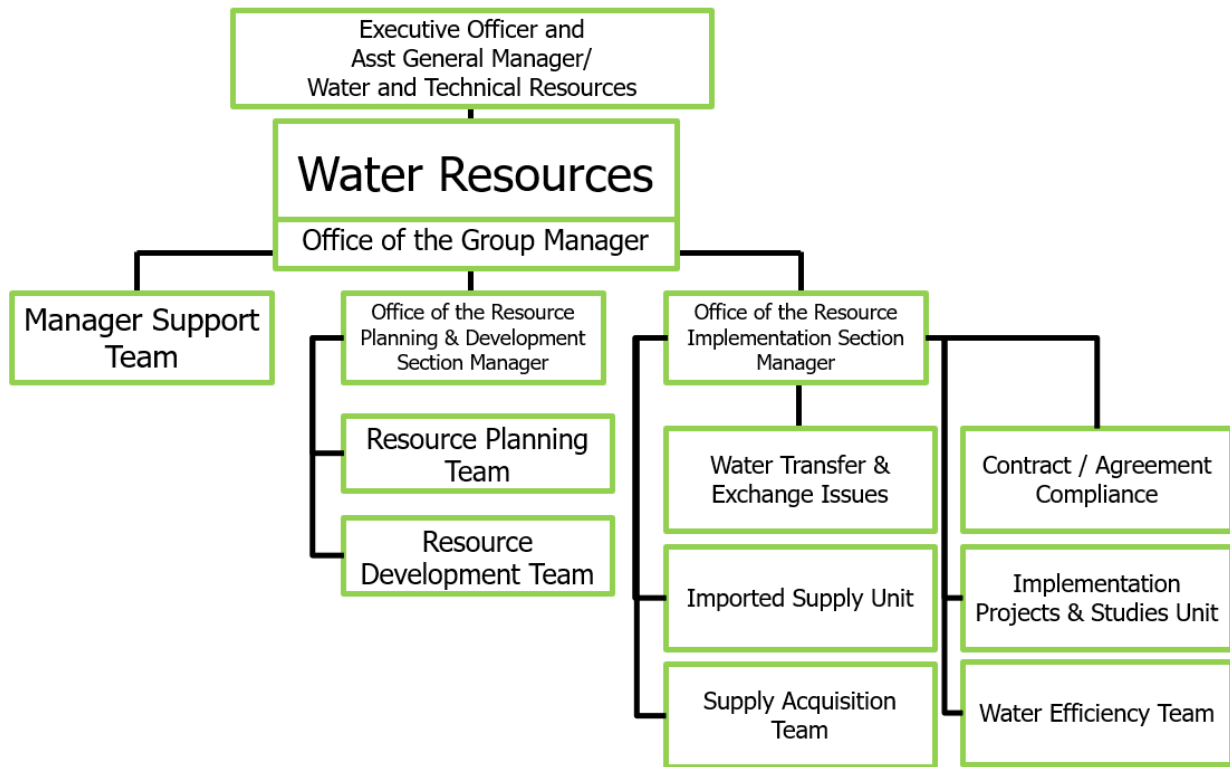 Executive Officer and
Asst General Manager/
Water and Technical Resources
Water Resources
Office of the Group Manager
Manager Support
Team
Office of the Resource
Planning & Development
Section Manager
Resource Planning
Team
Resource
Development Team
Office of the Resource
Implementation Section
Manager
Water Transfer &
Exchange Issues
Imported Supply Unit
Supply Acquisition
Team
Contract / Agreement
Compliance
Implementation
Projects & Studies Unit
Water Efficiency Team